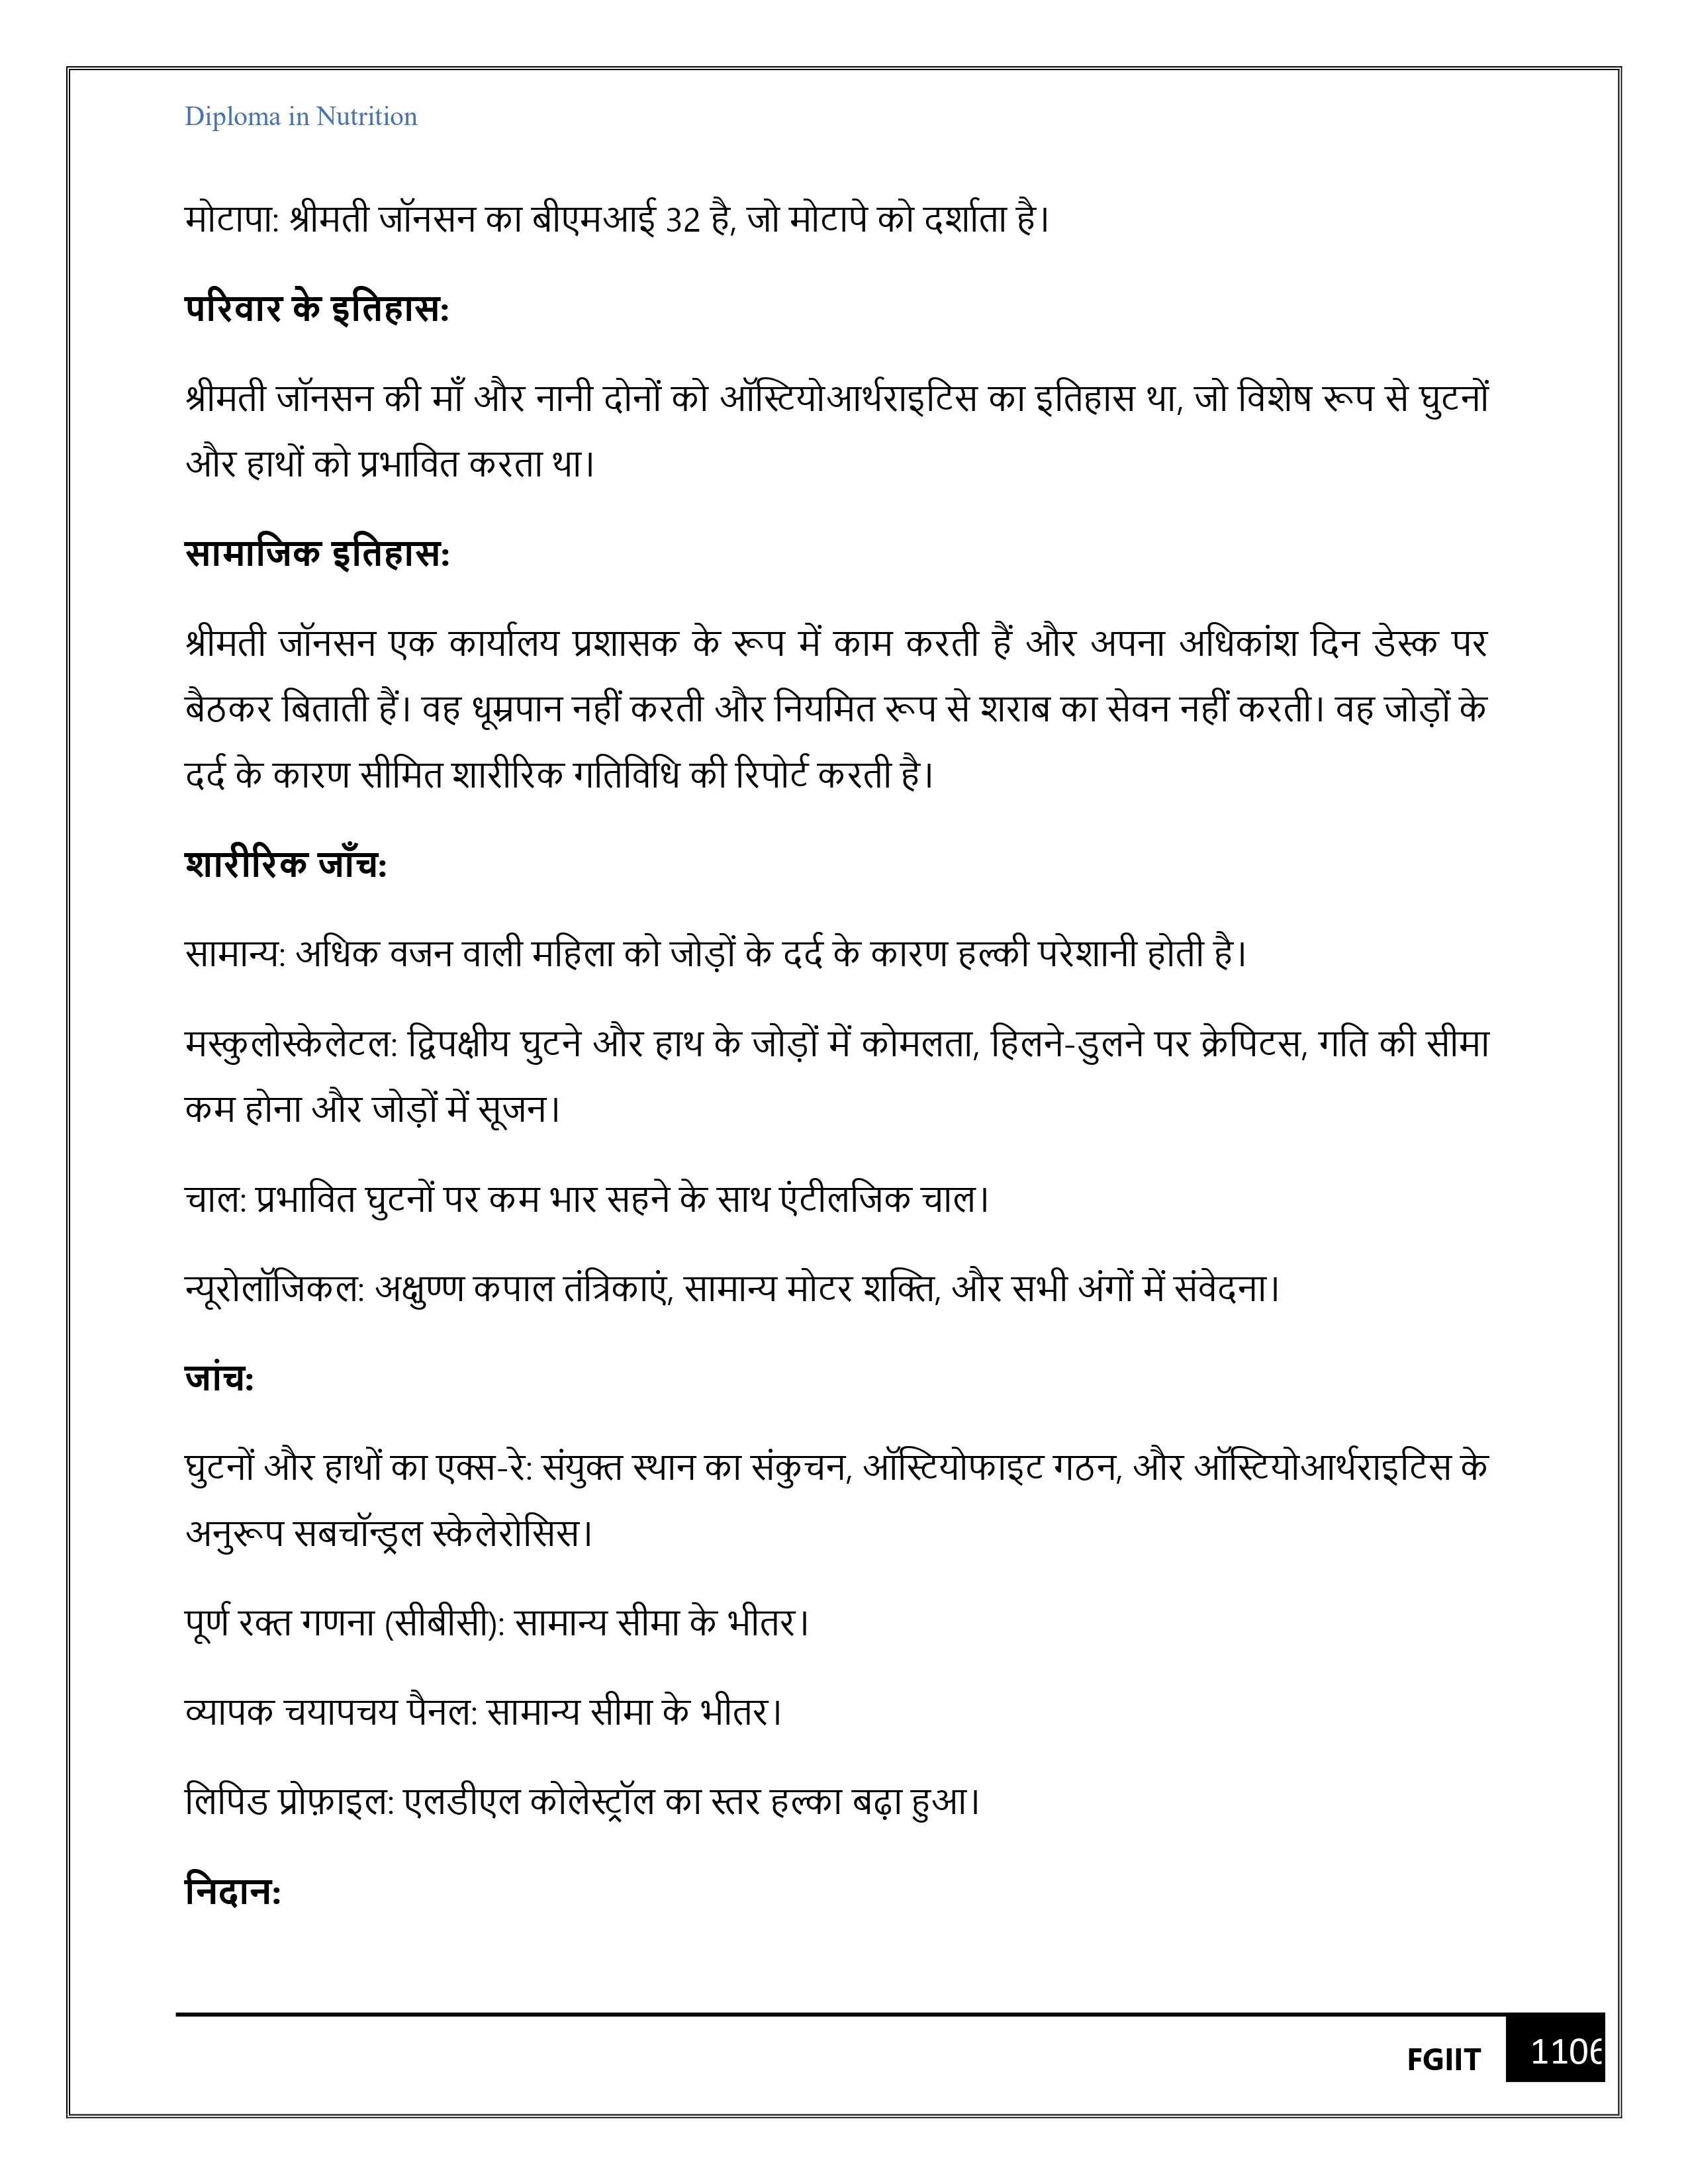 Diploma in Nutrition
मोटापा: श्रीमती जॉनसन का बीएमआई 32 है, जो मोटापे को दर्शाता है।
परिवार के इतिहास:
श्रीमती जॉनसन की माँ और नानी दोनों को ऑस्टियोआर्थराइटिस का इतिहास था, जो विशेष रूप से घुटनों
और हाथों को प्रभावित करता था।
सामाजिक इतिहास:
श्रीमती जॉनसन एक कार्यालय प्रशासक के रूप में काम करती हैं और अपना अधिकांश दिन डेस्क पर
बैठकर बिताती हैं। वह धूम्रपान नहीं करती और नियमित रूप से शराब का सेवन नहीं करती। वह जोड़ों के
दर्द के कारण सीमित शारीरिक गतिविधि की रिपोर्ट करती है।
शारीरिक जाँच:
सामान्य: अधिक वजन वाली महिला को जोड़ों के दर्द के कारण हल्की परेशानी होती है।
मस्कुलोस्केलेटल: द्विपक्षीय घुटने और हाथ के जोड़ों में कोमलता, हिलने-डुलने पर क्रेपिटस, गति की सीमा
कम होना और जोड़ों में सूजन।
चाल: प्रभावित घुटनों पर कम भार सहने के साथ एंटीलजिक चाल।
न्यूरोलॉजिकल: अक्षुण्ण कपाल तंत्रिकाएं, सामान्य मोटर शक्ति, और सभी अंगों में संवेदना।
जांच:
घुटनों और हाथों का एक्स-रे: संयुक्त स्थान का संकुचन, ऑस्टियोफाइट गठन, और ऑस्टियोआर्थराइटिस के
अनुरूप सबचॉन्ड्रल स्केलेरोसिस।
पूर्ण रक्त गणना (सीबीसी): सामान्य सीमा के भीतर।
व्यापक चयापचय पैनल: सामान्य सीमा के भीतर।
लिपिड प्रोफ़ाइल: एलडीएल कोलेस्ट्रॉल का स्तर हल्का बढ़ा हुआ।
निदान:
FGIIT 1106